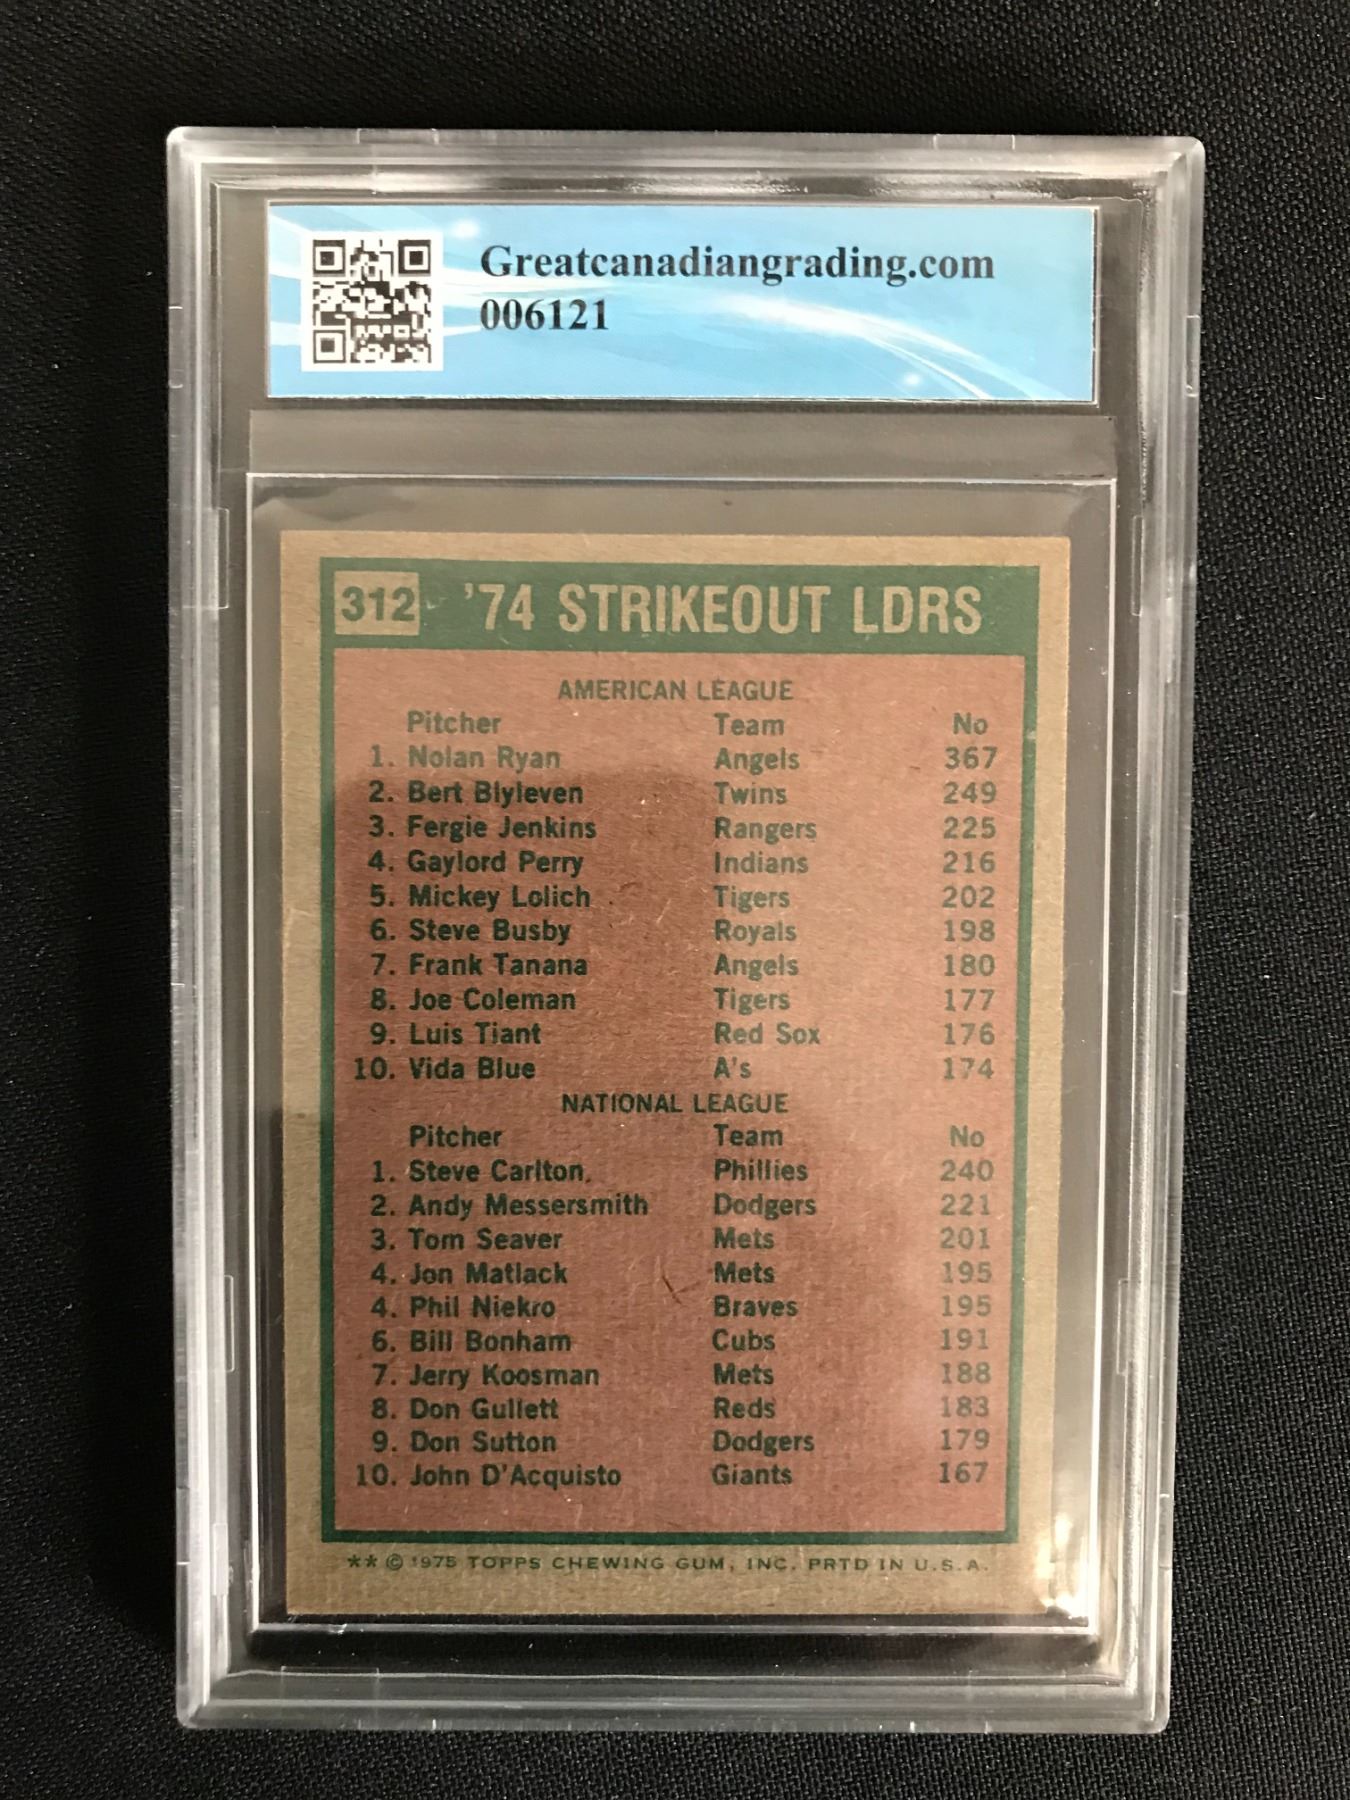 Greatcanadiangrading.com
006121
312 '74 STRIKEOUT LDRS
AMERICAN LEAGUE
Pitcher Team No
1. Nolan Ryan Angels 367
2. Bert Blyleven Twins 249
3. Fergie Jenkins Rangers 225
4. Gaylord Perry Indians 216
5. Mickey Lolich Tigers 202
6. Steve Busby Royals 198
7. Frank Tanana Angels 180
8. Joe Coleman Tigers 177
9. Luis Tiant Red Sox 176
10. Vida Blue A's 174
NATIONAL LEAGUE
Pitcher Team No
1. Steve Carlton Phillies 240
2. Andy Messersmith Dodgers 221
3. Tom Seaver Mets 201
4. Jon Matlack Mets 195
4. Phil Niekro Braves 195
6. Bill Bonham Cubs 191
7. Jerry Koosman Mets 188
8. Don Gullett Reds 183
9. Don Sutton Dodgers 179
10. John D'Acquisto Giants 167
** © 1975 TOPPS CHEWING GUM, INC. PRTD IN U.S.A.